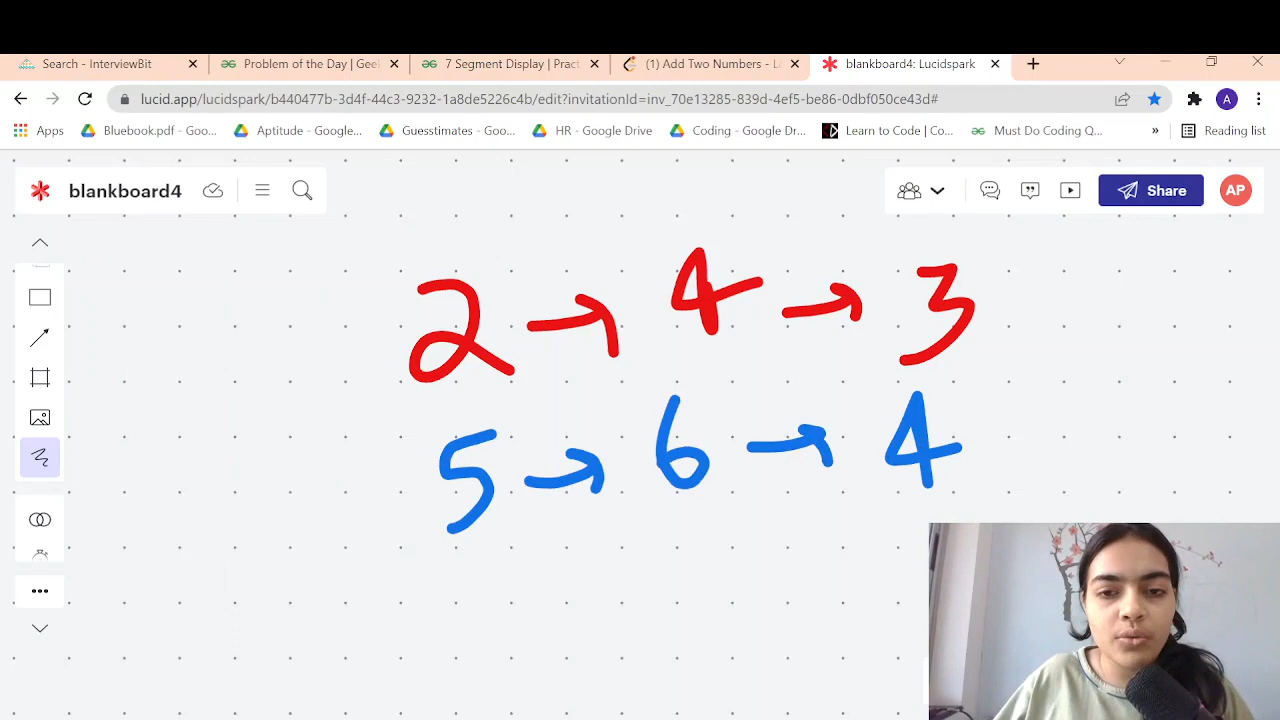 Search - InterviewBit
Problem of the Day | Geek
7 Segment Display | Pract
(1) Add Two Numbers - L
blankboard4: Lucidspark
lucid.app/lucidspark/b440477b-3d4f-44c3-9232-1a8de5226c4b/edit?invitationId=inv_70e13285-839d-4ef5-be86-0dbf050ce43d#
A
Apps
Bluebook.pdf - Goo...
Aptitude - Google...
Guesstimates - Goo...
HR - Google Drive
Coding - Google Dr...
Learn to Code | Co...
Must Do Coding Q...
»
Reading list
blankboard4
Share
AP
2 → 4 → 3
5 → 6 → 4